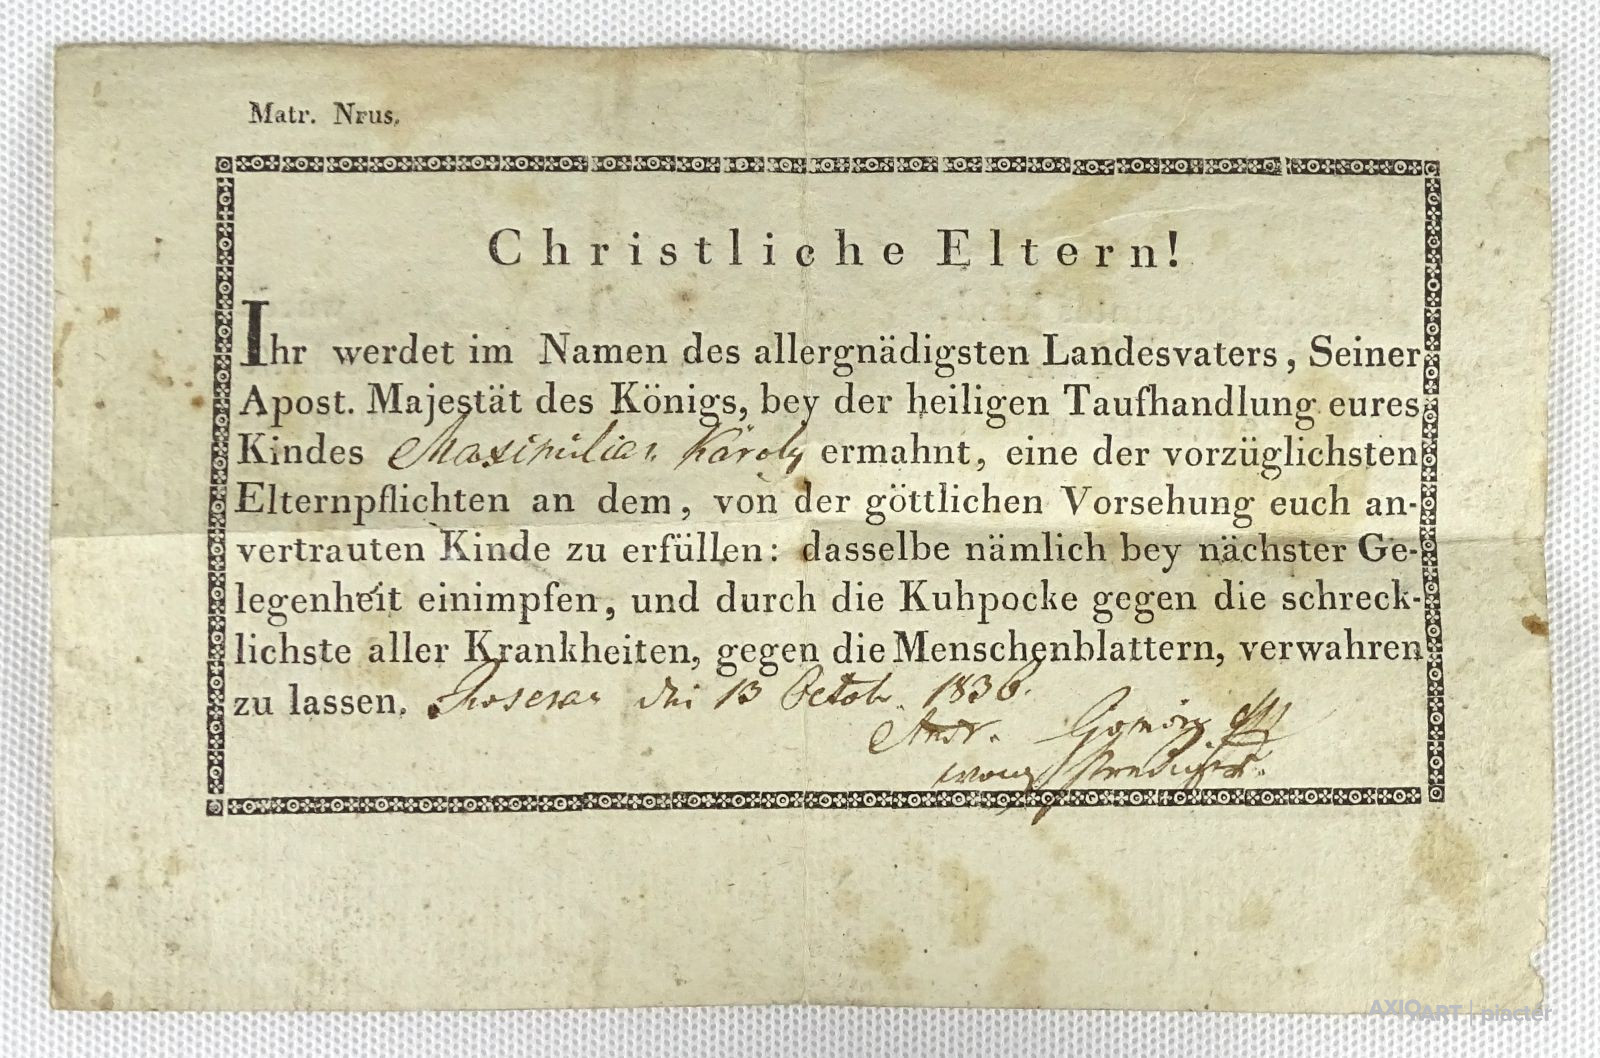 Matr. Nrus.
Christliche Eltern!
Ihr werdet im Namen des allergnädigsten Landesvaters, Seiner
Apost. Majestät des Königs, bey der heiligen Taufhandlung eures
Kindes Maximilian Károly ermahnt, eine der vorzüglichsten
Elternpflichten an dem, von der göttlichen Vorsehung euch an-
vertrauten Kinde zu erfüllen: dasselbe nämlich bey nächster Ge-
legenheit einimpfen, und durch die Kuhpocke gegen die schreck-
lichste aller Krankheiten, gegen die Menschenblattern, verwahren
zu lassen. 13 Octob. 1836.
Andr.
AXIOART | piactér